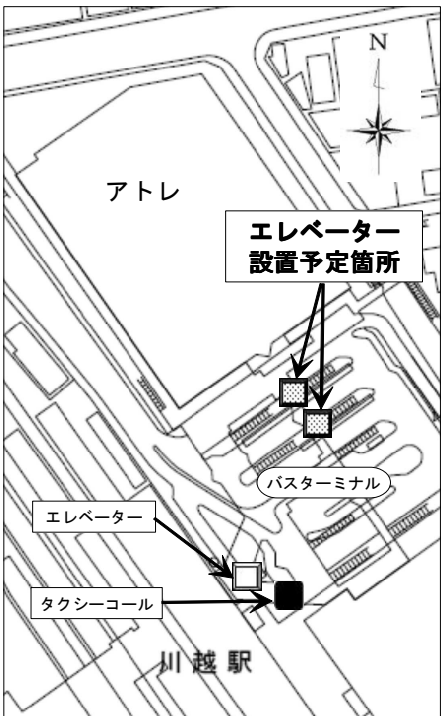 N
アトレ
エレベーター
設置予定箇所
バスターミナル
エレベーター
タクシーコール
川越駅